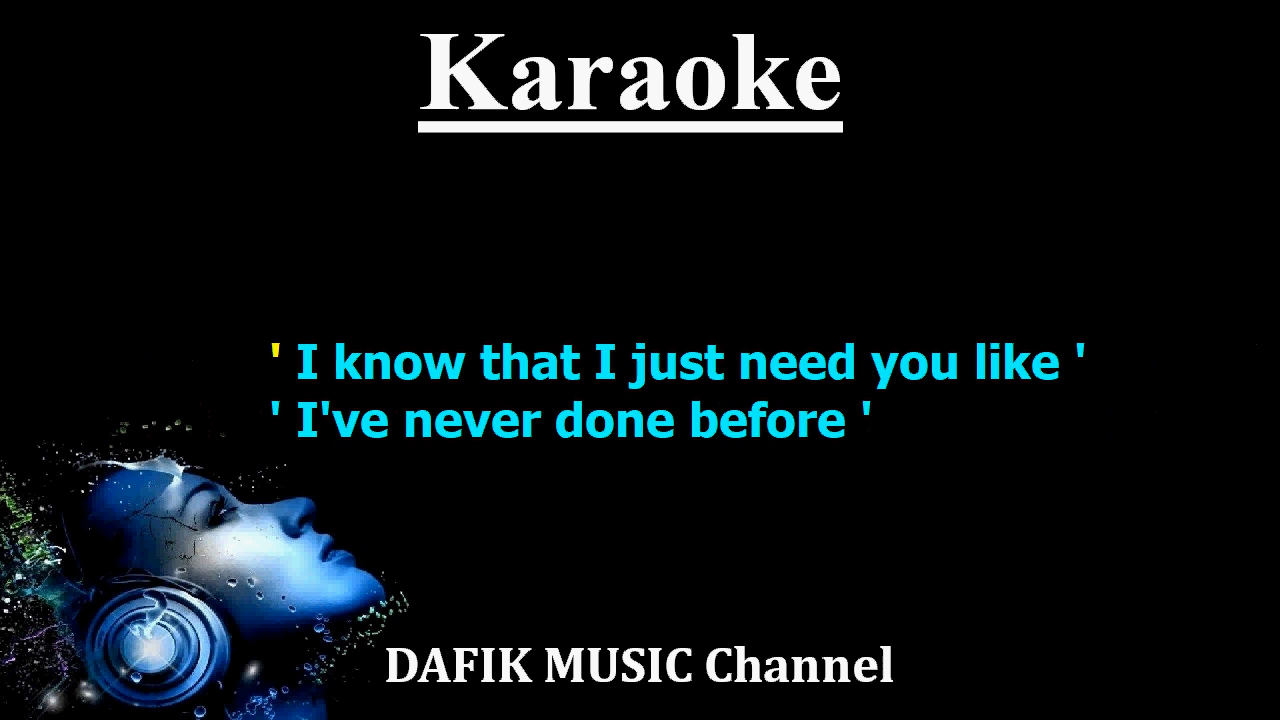 Karaoke
' I know that I just need you like '
' I've never done before '
DAFIK MUSIC Channel